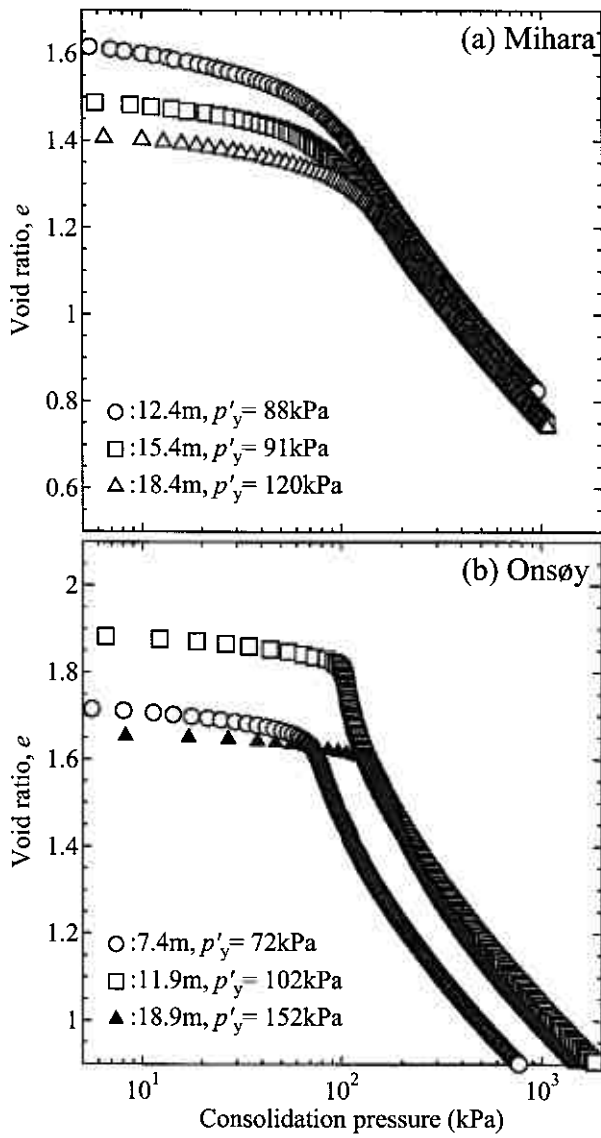 (a) Mihara
1.6
1.4
1.2
1
0.8
0.6
Void ratio, e
○:12.4m, p′y= 88kPa
□:15.4m, p′y= 91kPa
△:18.4m, p′y= 120kPa
(b) Onsøy
2
1.8
1.6
1.4
1.2
1
Void ratio, e
○:7.4m, p′y= 72kPa
□:11.9m, p′y= 102kPa
▲:18.9m, p′y= 152kPa
10¹ 10² 10³
Consolidation pressure (kPa)